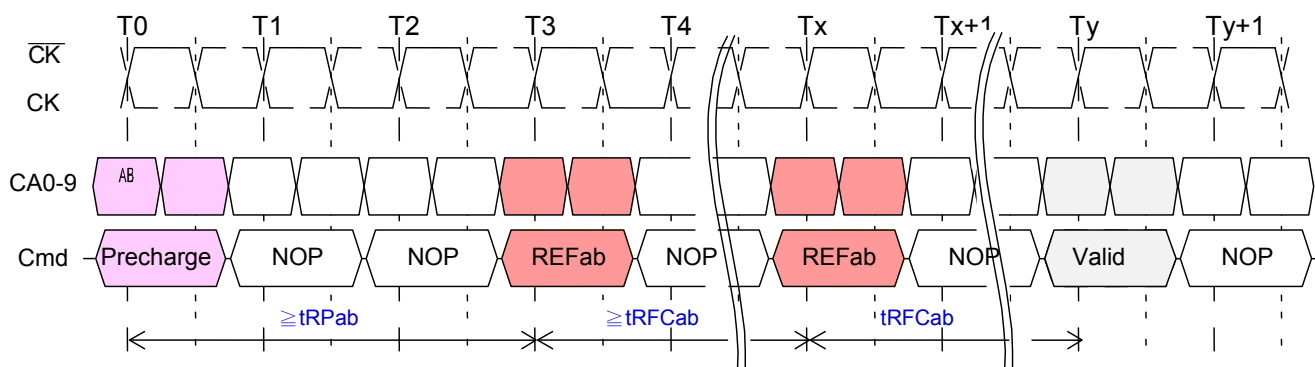 T0 T1 T2 T3 T4 Tx Tx+1 Ty Ty+1
CK
CK
CA0-9 AB
Cmd Precharge NOP NOP REFab NOP REFab NOP Valid NOP
≧tRPab ≧tRFCab tRFCab